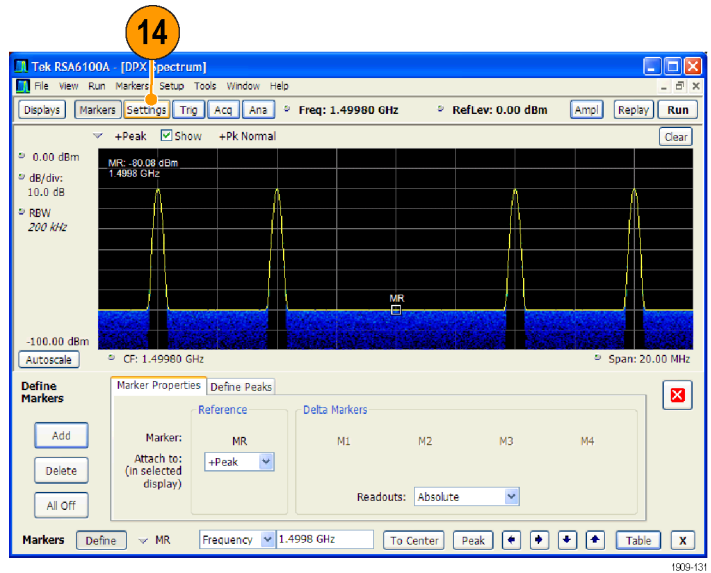 14
Tek RSA6100A - [DPX Spectrum]
File View Run Markers Setup Tools Window Help
Displays Markers Settings Trig Acq Ana Freq: 1.49980 GHz RefLev: 0.00 dBm Ampl Replay Run
+Peak Show +Pk Normal Clear
0.00 dBm
dB/div:
10.0 dB
RBW
200 kHz
MR: -80.08 dBm
1.4998 GHz
MR
-100.00 dBm
Autoscale CF: 1.49980 GHz Span: 20.00 MHz
Define
Markers
Marker Properties Define Peaks
Reference Delta Markers
Add
Delete
All Off
Marker: MR M1 M2 M3 M4
Attach to:
(in selected
display)
+Peak
Readouts: Absolute
Markers Define MR Frequency 1.4998 GHz To Center Peak Table X
1909-131